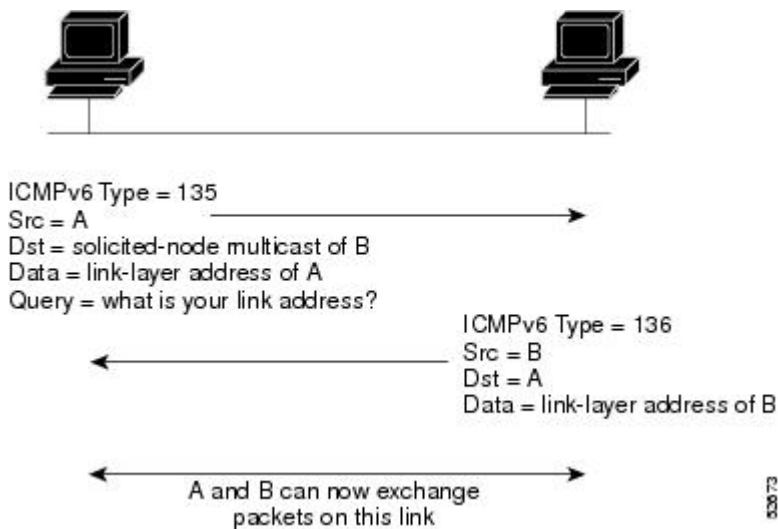 ICMPv6 Type = 135
Src = A
Dst = solicited-node multicast of B
Data = link-layer address of A
Query = what is your link address?
ICMPv6 Type = 136
Src = B
Dst = A
Data = link-layer address of B
A and B can now exchange
packets on this link
53673